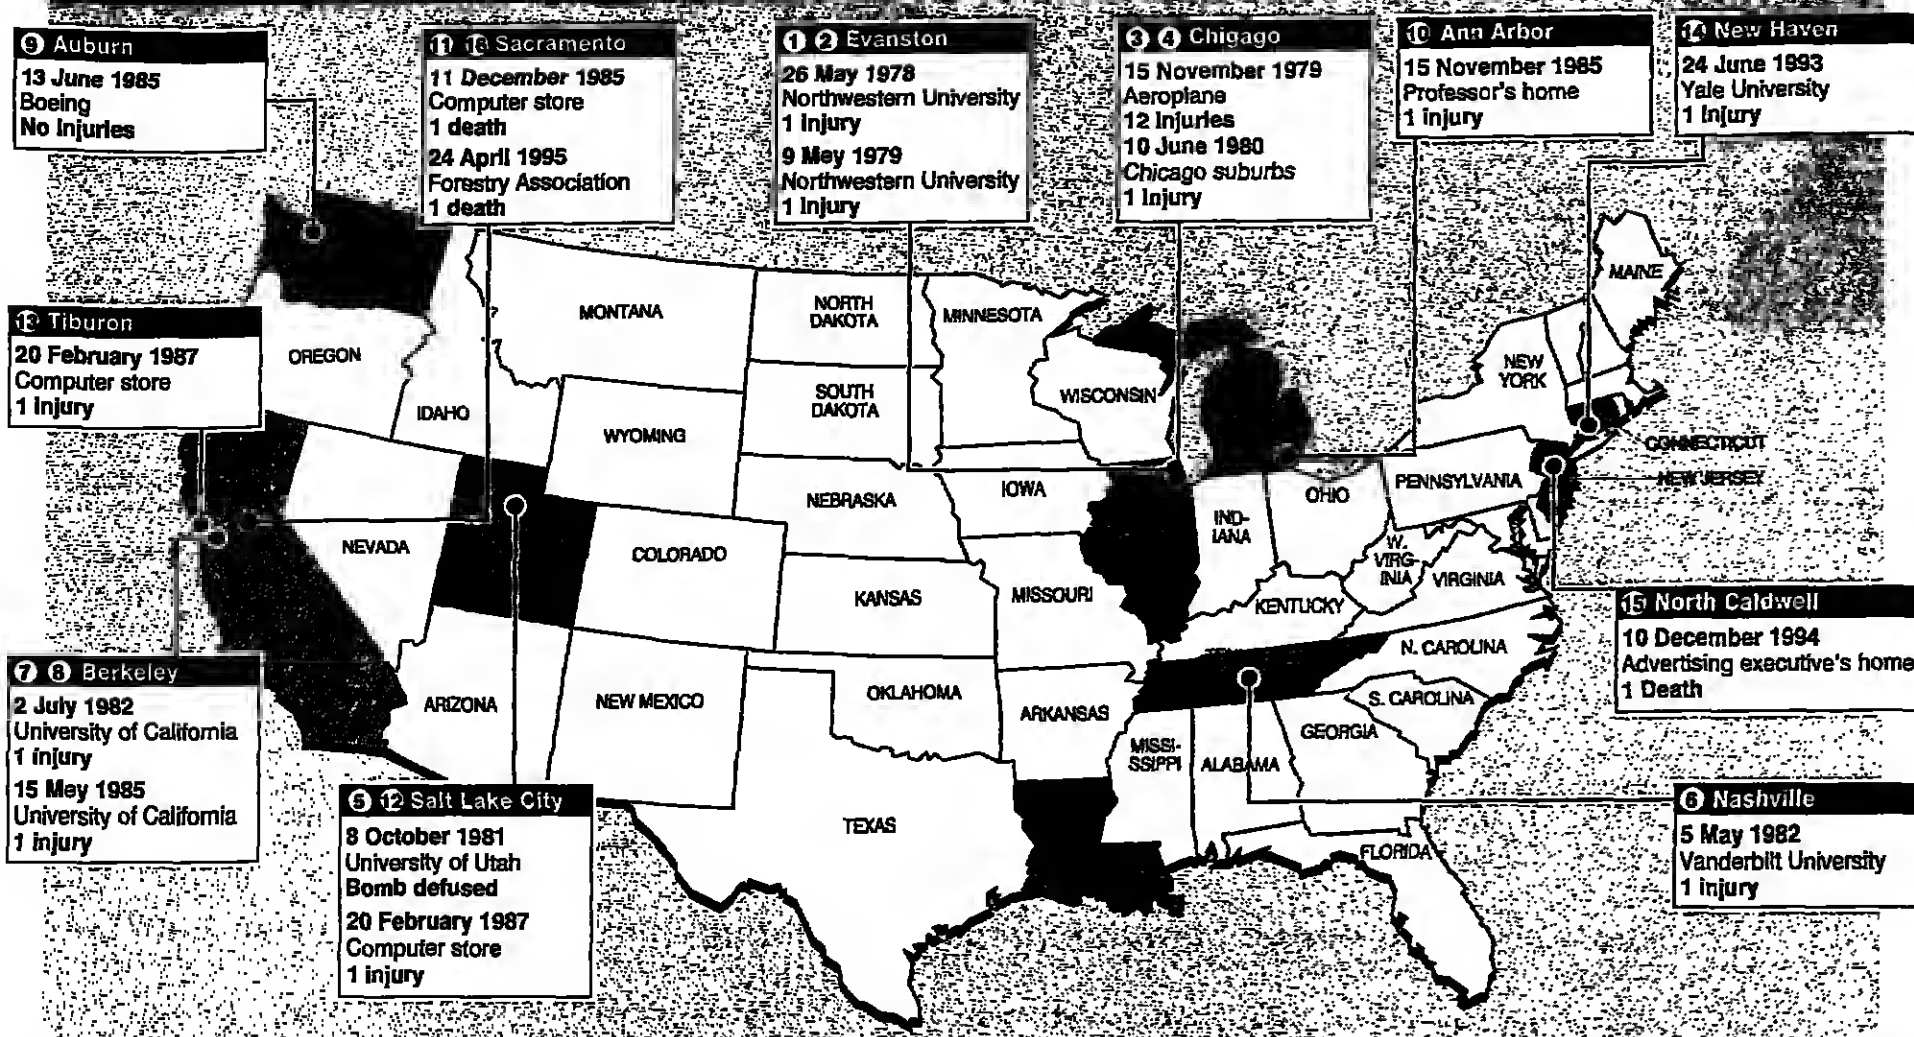 9 Auburn
13 June 1985
Boeing
No Injuries
11 16 Sacramento
11 December 1985
Computer store
1 death
24 April 1995
Forestry Association
1 death
1 2 Evanston
26 May 1978
Northwestern University
1 Injury
9 Mey 1979
Northwestern University
1 Injury
3 4 Chigago
15 November 1979
Aeroplane
12 Injuries
10 June 1980
Chicago suburbs
1 Injury
10 Ann Arbor
15 November 1985
Professor's home
1 injury
14 New Haven
24 June 1993
Yale University
1 Injury
13 Tiburon
20 February 1987
Computer store
1 Injury
7 8 Berkeley
2 July 1982
University of California
1 injury
15 Mey 1985
University of California
1 injury
5 12 Salt Lake City
8 October 1981
University of Utah
Bomb defused
20 February 1987
Computer store
1 injury
15 North Caldwell
10 December 1994
Advertising executive's home
1 Death
6 Nashville
5 May 1982
Vanderbilt University
1 injury
OREGON
IDAHO
MONTANA
WYOMING
NEVADA
ARIZONA
COLORADO
NEW MEXICO
NORTH
DAKOTA
SOUTH
DAKOTA
NEBRASKA
KANSAS
OKLAHOMA
TEXAS
MINNESOTA
WISCONSIN
IOWA
MISSOURI
ARKANSAS
MISSI-
SSIPPI
ALABAMA
GEORGIA
FLORIDA
S. CAROLINA
N. CAROLINA
KENTUCKY
IND-
IANA
OHIO
W.
VIRG-
INIA
VIRGINIA
PENNSYLVANIA
NEW
YORK
MAINE
CONNECTICUT
NEW JERSEY